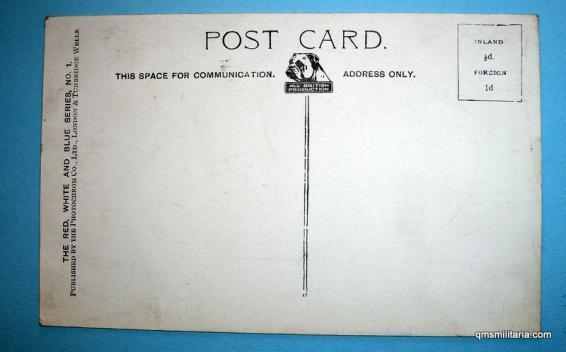 POST CARD.
THIS SPACE FOR COMMUNICATION.
ADDRESS ONLY.
ALL BRITISH
PRODUCTION
INLAND
½d.
FOREIGN
1d
THE RED, WHITE AND BLUE SERIES, NO. 1.
PUBLISHED BY THE PHOTOCHROM CO., LTD., LONDON & TUNBRIDGE WELLS.
qmsmilitaria.com